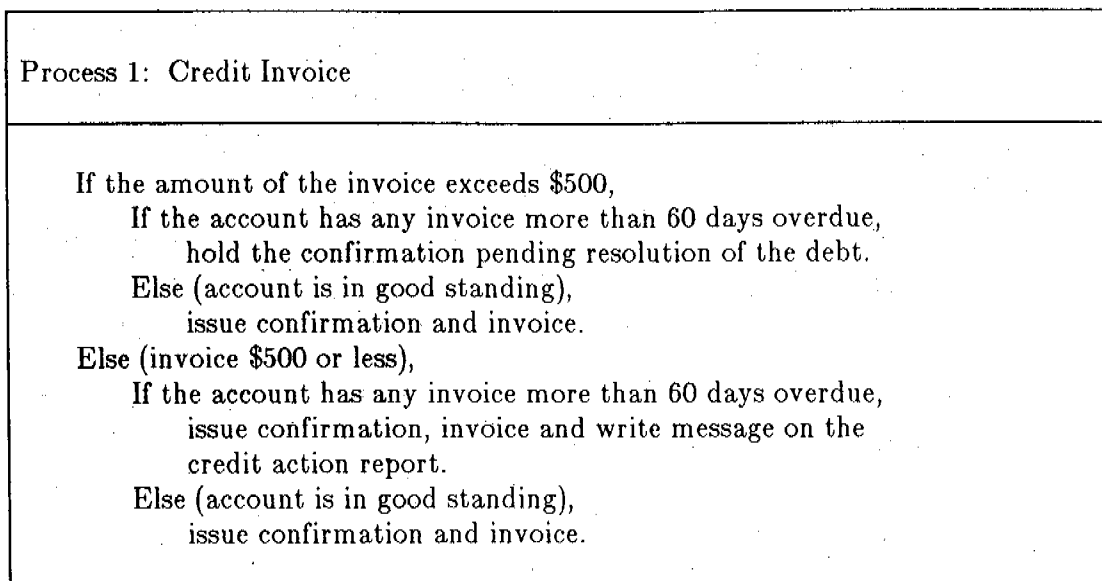 Process 1: Credit Invoice
If the amount of the invoice exceeds $500,
If the account has any invoice more than 60 days overdue,
hold the confirmation pending resolution of the debt.
Else (account is in good standing),
issue confirmation and invoice.
Else (invoice $500 or less),
If the account has any invoice more than 60 days overdue,
issue confirmation, invoice and write message on the
credit action report.
Else (account is in good standing),
issue confirmation and invoice.